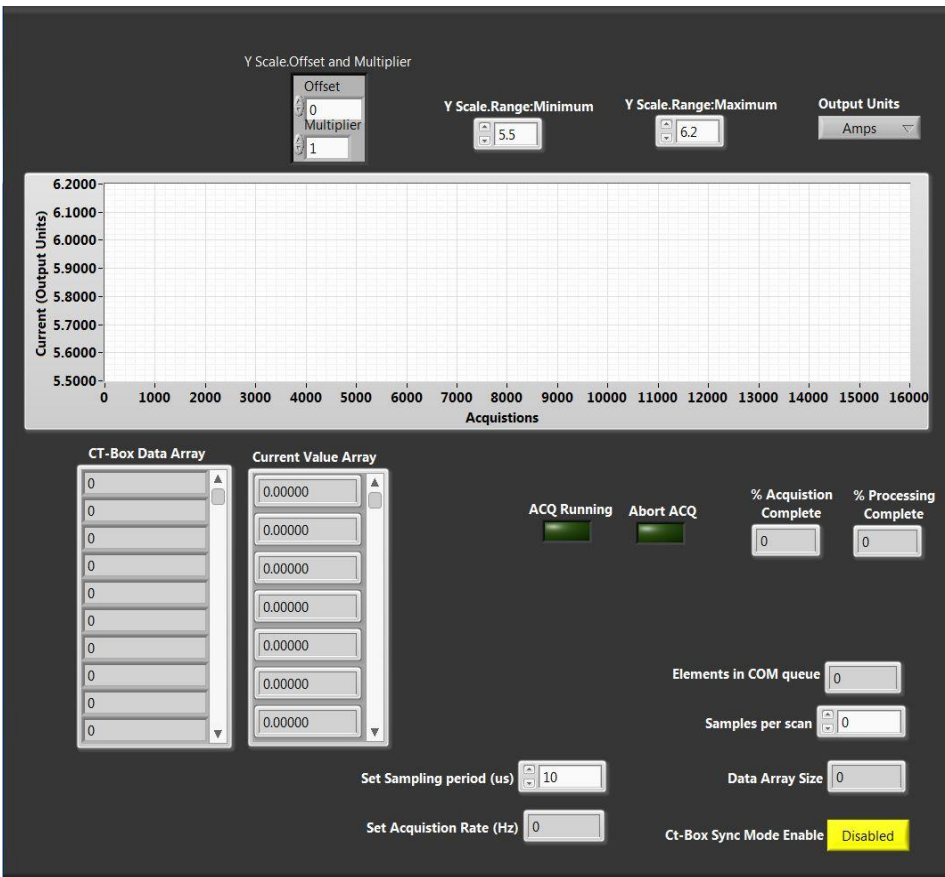 Y Scale.Offset and Multiplier
Offset
0
Multiplier
1
Y Scale.Range:Minimum
5.5
Y Scale.Range:Maximum
6.2
Output Units
Amps
Current (Output Units)
6.2000
6.1000
6.0000
5.9000
5.8000
5.7000
5.6000
5.5000
0 1000 2000 3000 4000 5000 6000 7000 8000 9000 10000 11000 12000 13000 14000 15000 16000
Acquistions
CT-Box Data Array
0
0
0
0
0
0
0
0
0
0
Current Value Array
0.00000
0.00000
0.00000
0.00000
0.00000
0.00000
0.00000
ACQ Running
Abort ACQ
% Acquistion
Complete
0
% Processing
Complete
0
Elements in COM queue 0
Samples per scan 0
Set Sampling period (us) 10
Data Array Size 0
Set Acquistion Rate (Hz) 0
Ct-Box Sync Mode Enable Disabled